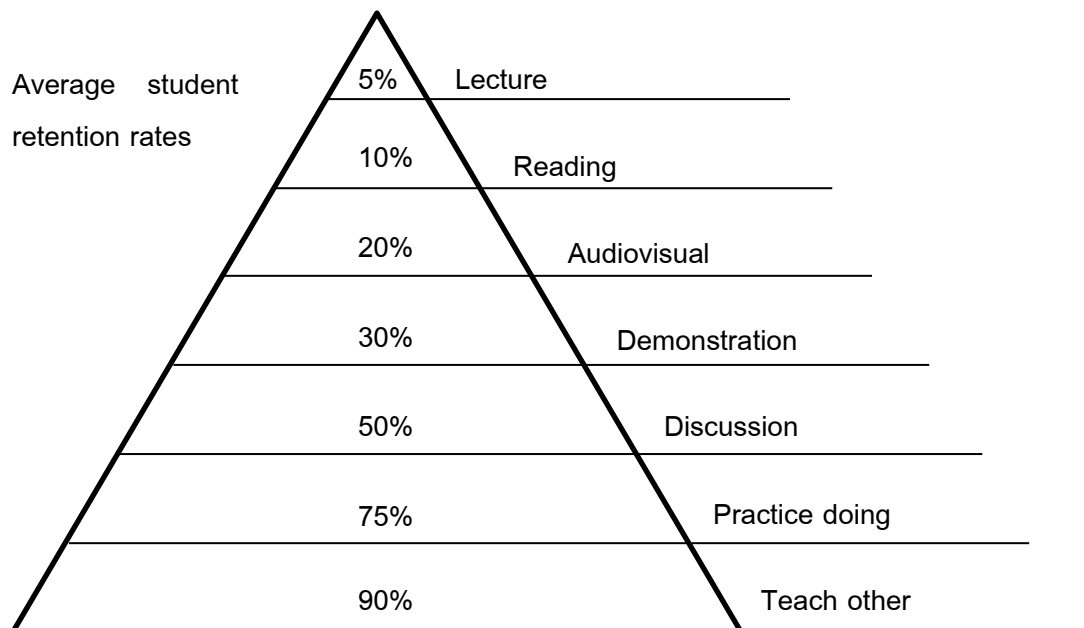 5% Lecture
Average student
retention rates
10% Reading
20% Audiovisual
30% Demonstration
50% Discussion
75% Practice doing
90% Teach other